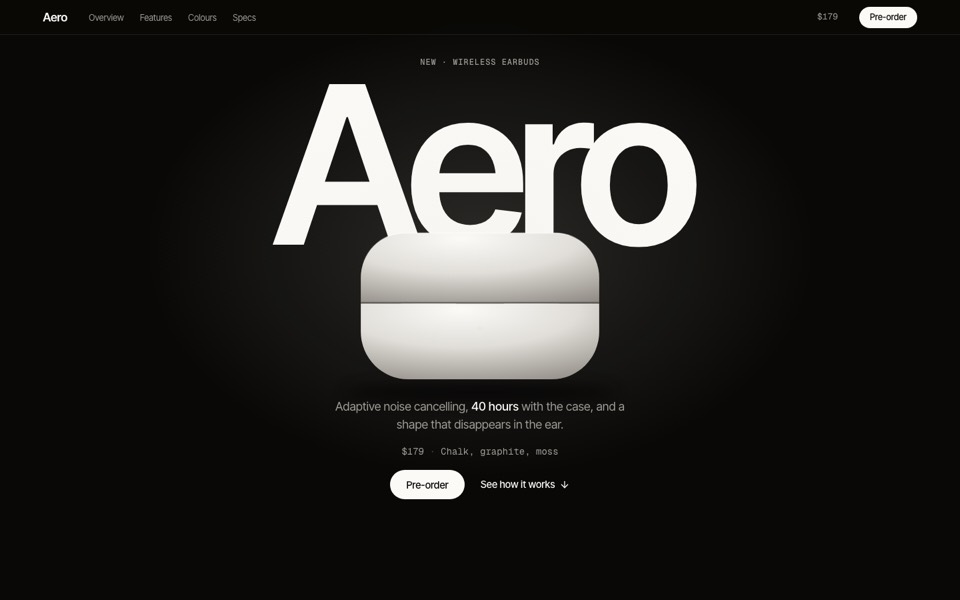 Aero Overview Features Colours Specs $179 Pre-order
NEW · WIRELESS EARBUDS
Aero
Adaptive noise cancelling, 40 hours with the case, and a
shape that disappears in the ear.
$179 · Chalk, graphite, moss
Pre-order See how it works ↓